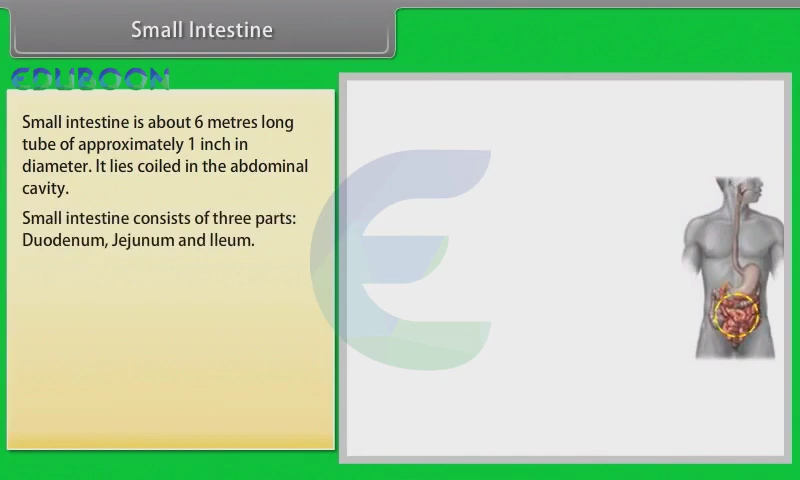 Small Intestine
EDUBOON
Small intestine is about 6 metres long
tube of approximately 1 inch in
diameter. It lies coiled in the abdominal
cavity.
Small intestine consists of three parts:
Duodenum, Jejunum and Ileum.